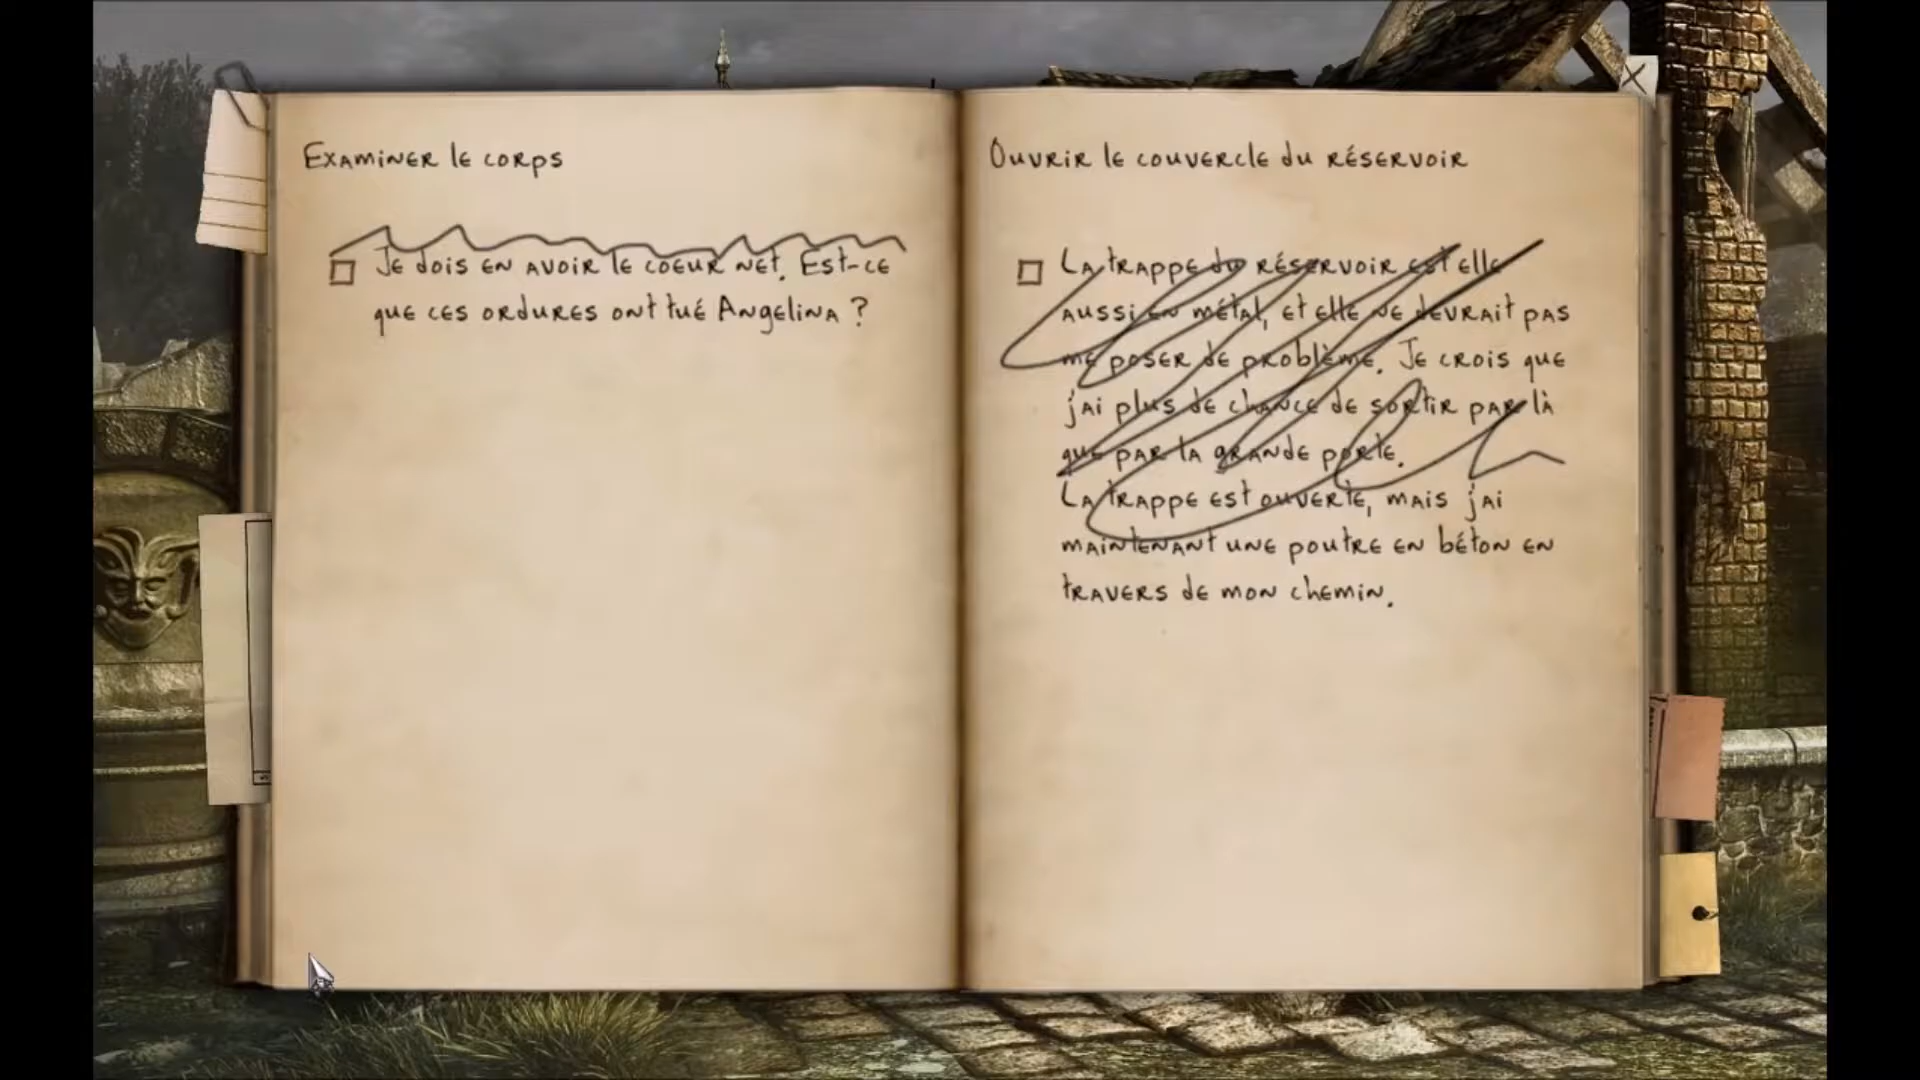 Examiner le corps
Je dois en avoir le coeur net. Est-ce
que ces ordures ont tué Angelina ?
Ouvrir le couvercle du réservoir
La trappe du réservoir est elle
aussi en métal, et elle ne devrait pas
me poser de problème. Je crois que
j'ai plus de chance de sortir par là
que par la grande porte.
La trappe est ouverte, mais j'ai
maintenant une poutre en béton en
travers de mon chemin.